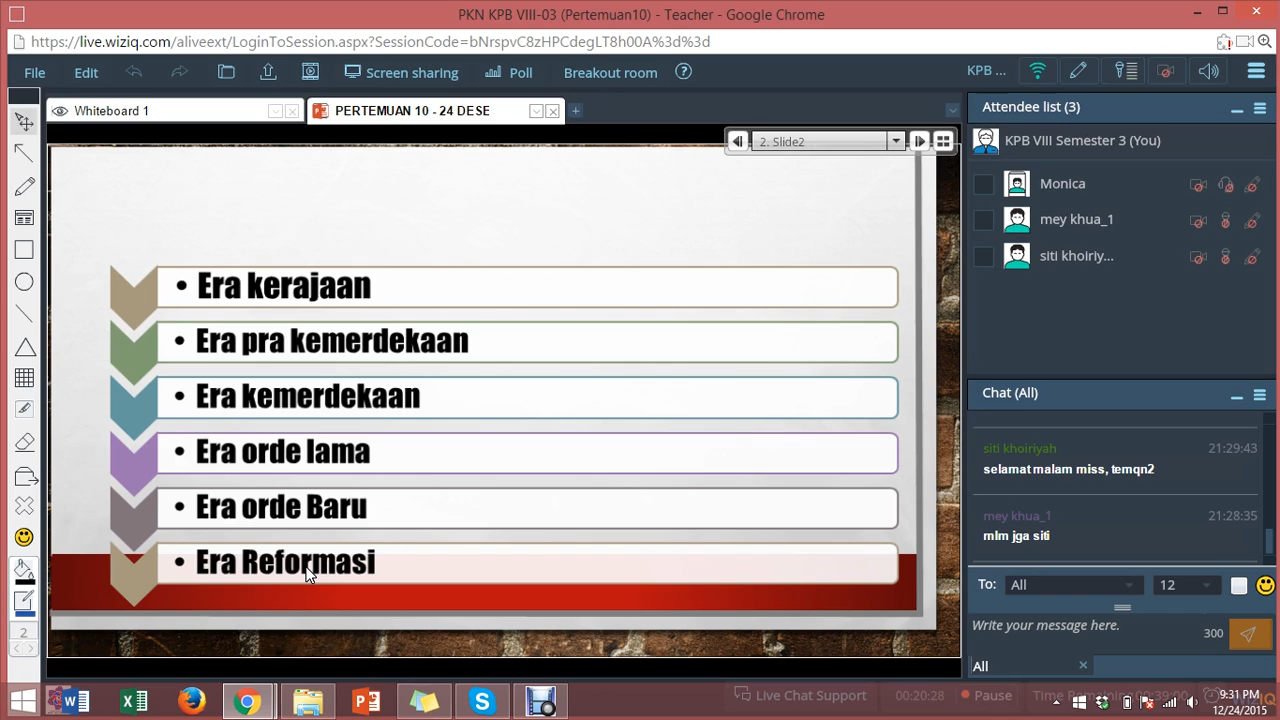 PKN KPB VIII-03 (Pertemuan10) - Teacher - Google Chrome
https://live.wiziq.com/aliveext/LoginToSession.aspx?SessionCode=bNrspvC8zHPCdegLT8h00A%3d%3d
File Edit Screen sharing Poll Breakout room ? KPB ...
Whiteboard 1 PERTEMUAN 10 - 24 DESE
2. Slide2
• Era kerajaan
• Era pra kemerdekaan
• Era kemerdekaan
• Era orde lama
• Era orde Baru
• Era Reformasi
2
Attendee list (3)
KPB VIII Semester 3 (You)
Monica
mey khua_1
siti khoiriy...
Chat (All)
siti khoiriyah 21:29:43
selamat malam miss, temqn2
mey khua_1 21:28:35
mlm jga siti
To: All 12
Write your message here. 300
All
Live Chat Support 00:20:28 Pause Time Remaining
9:31 PM
12/24/2015